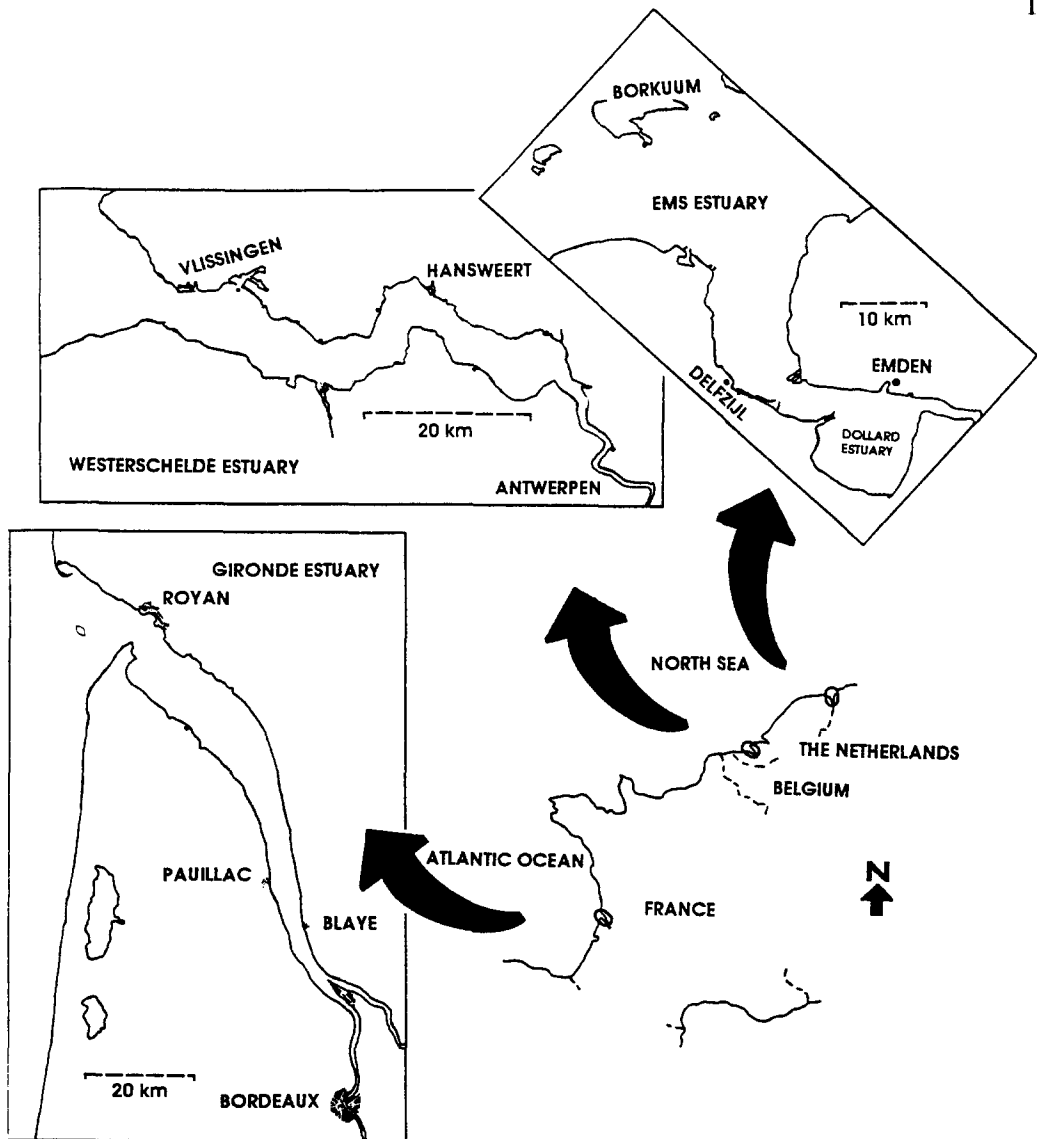 BORKUUM
EMS ESTUARY
10 km
EMDEN
DELFZIJL
DOLLARD
ESTUARY
VLISSINGEN
HANSWEERT
20 km
WESTERSCHELDE ESTUARY
ANTWERPEN
GIRONDE ESTUARY
ROYAN
PAUILLAC
BLAYE
20 km
BORDEAUX
NORTH SEA
THE NETHERLANDS
BELGIUM
ATLANTIC OCEAN
FRANCE
N